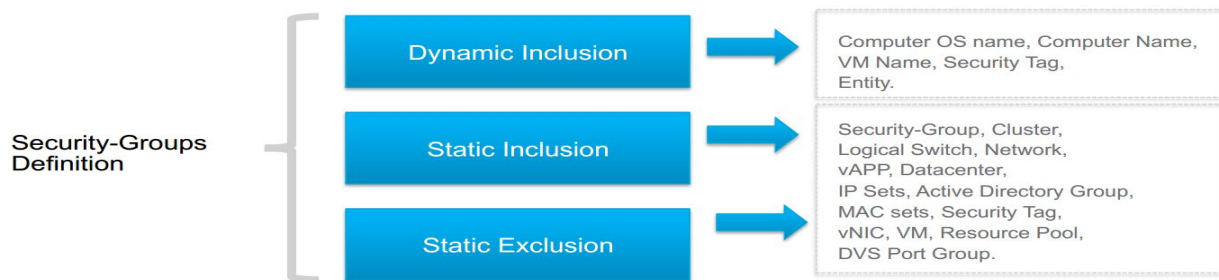 Security-Groups
Definition
Dynamic Inclusion
Computer OS name, Computer Name,
VM Name, Security Tag,
Entity.
Static Inclusion
Static Exclusion
Security-Group, Cluster,
Logical Switch, Network,
vAPP, Datacenter,
IP Sets, Active Directory Group,
MAC sets, Security Tag,
vNIC, VM, Resource Pool,
DVS Port Group.